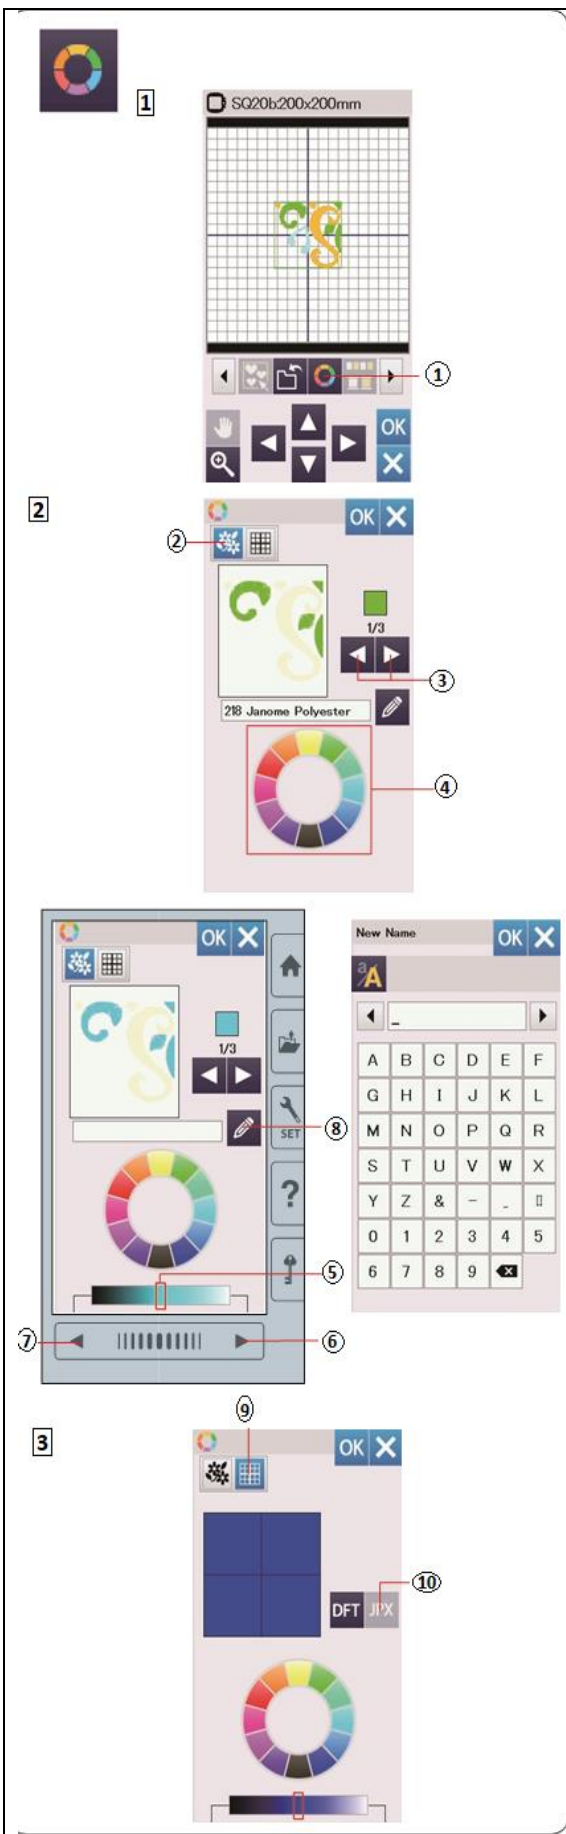 1
SQ20b:200x200mm
1
OK
2
OK
2
1/3
3
218 Janome Polyester
4
OK
1/3
8
SET
?
5
7
6
New Name
OK
a A
_
A B C D E F
G H I J K L
M N O P Q R
S T U V W X
Y Z & – _ ▯
0 1 2 3 4 5
6 7 8 9
9
3
OK
10
DFT JPX